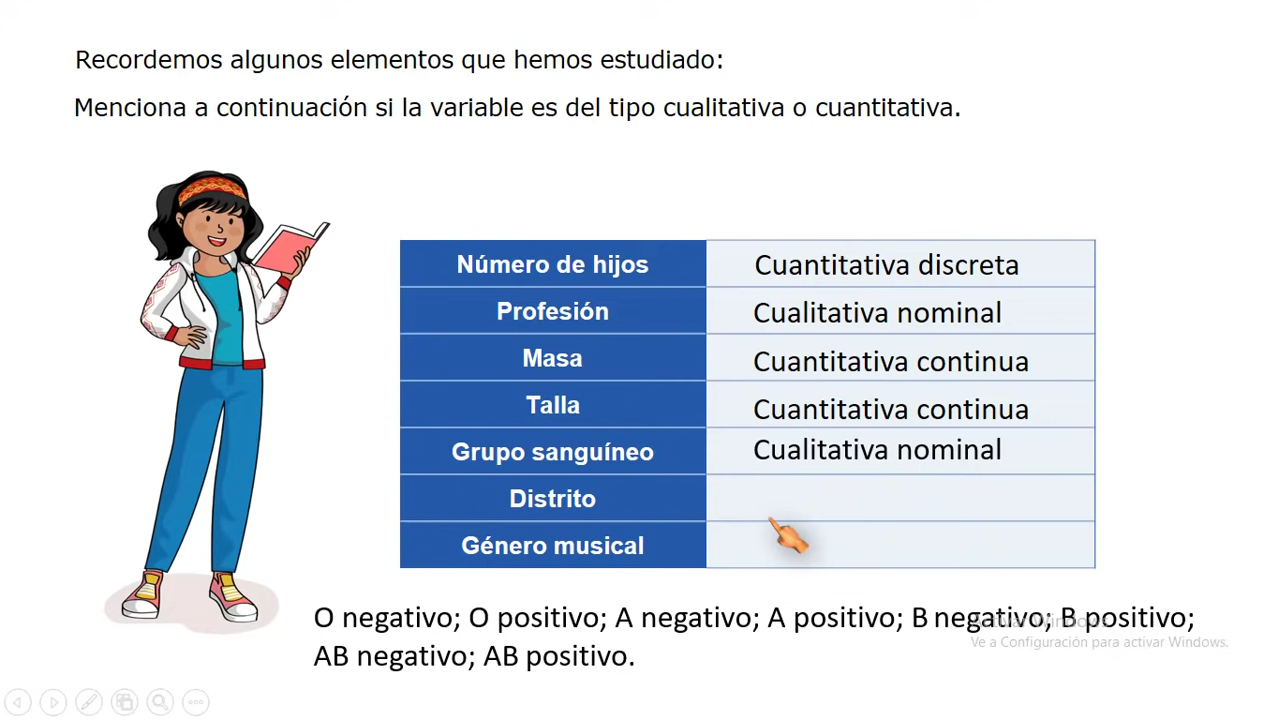 Recordemos algunos elementos que hemos estudiado:
Menciona a continuación si la variable es del tipo cualitativa o cuantitativa.
Número de hijos Cuantitativa discreta
Profesión Cualitativa nominal
Masa Cuantitativa continua
Talla Cuantitativa continua
Grupo sanguíneo Cualitativa nominal
Distrito
Género musical
O negativo; O positivo; A negativo; A positivo; B negativo; B positivo;
AB negativo; AB positivo.
Activar Windows
Ve a Configuración para activar Windows.